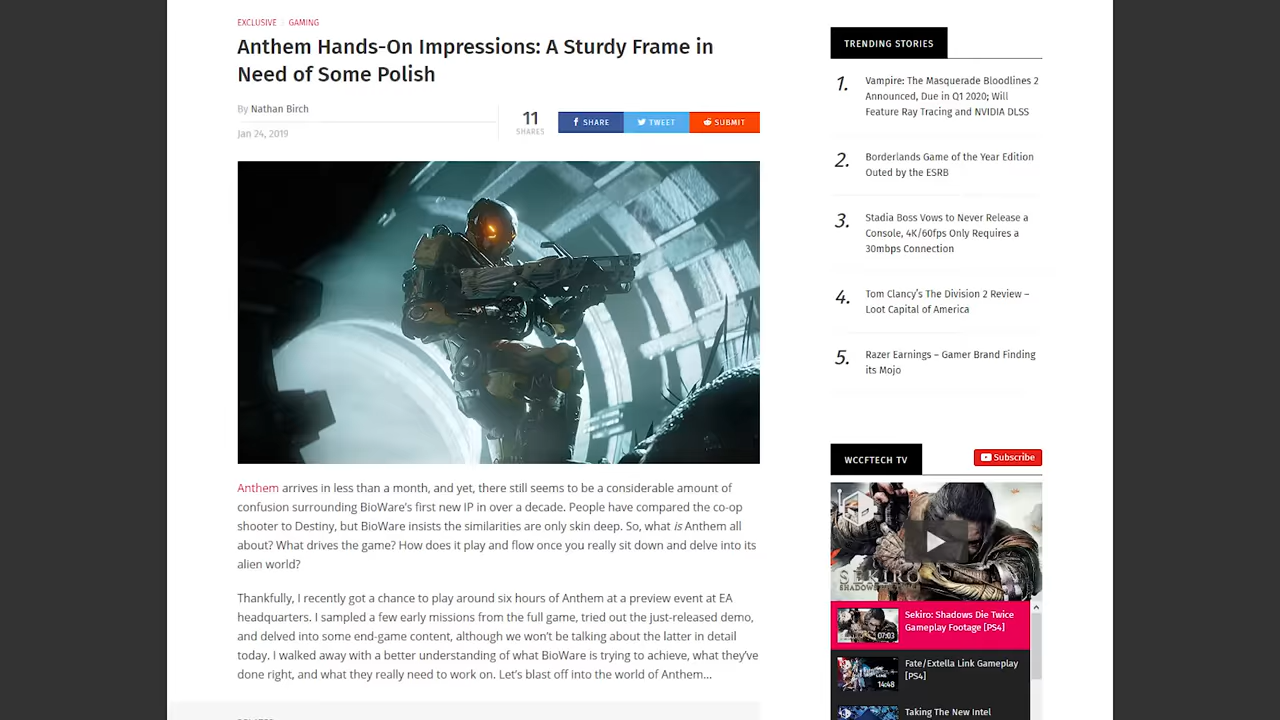 EXCLUSIVE
GAMING
Anthem Hands-On Impressions: A Sturdy Frame in
Need of Some Polish
By Nathan Birch
Jan 24, 2019
11
SHARES
SHARE
TWEET
SUBMIT
Anthem arrives in less than a month, and yet, there still seems to be a considerable amount of
confusion surrounding BioWare's first new IP in over a decade. People have compared the co-op
shooter to Destiny, but BioWare insists the similarities are only skin deep. So, what is Anthem all
about? What drives the game? How does it play and flow once you really sit down and delve into its
alien world?
Thankfully, I recently got a chance to play around six hours of Anthem at a preview event at EA
headquarters. I sampled a few early missions from the full game, tried out the just-released demo,
and delved into some end-game content, although we won't be talking about the latter in detail
today. I walked away with a better understanding of what BioWare is trying to achieve, what they've
done right, and what they really need to work on. Let's blast off into the world of Anthem...
TRENDING STORIES
1.
Vampire: The Masquerade Bloodlines 2
Announced, Due in Q1 2020; Will
Feature Ray Tracing and NVIDIA DLSS
2.
Borderlands Game of the Year Edition
Outed by the ESRB
3.
Stadia Boss Vows to Never Release a
Console, 4K/60fps Only Requires a
30mbps Connection
4.
Tom Clancy's The Division 2 Review –
Loot Capital of America
5.
Razer Earnings – Gamer Brand Finding
its Mojo
WCCFTECH TV
Subscribe
SEKIRO
Sekiro: Shadows Die Twice
Gameplay Footage [PS4]
07:03
Fate/Extella Link Gameplay
[PS4]
14:48
Taking The New Intel